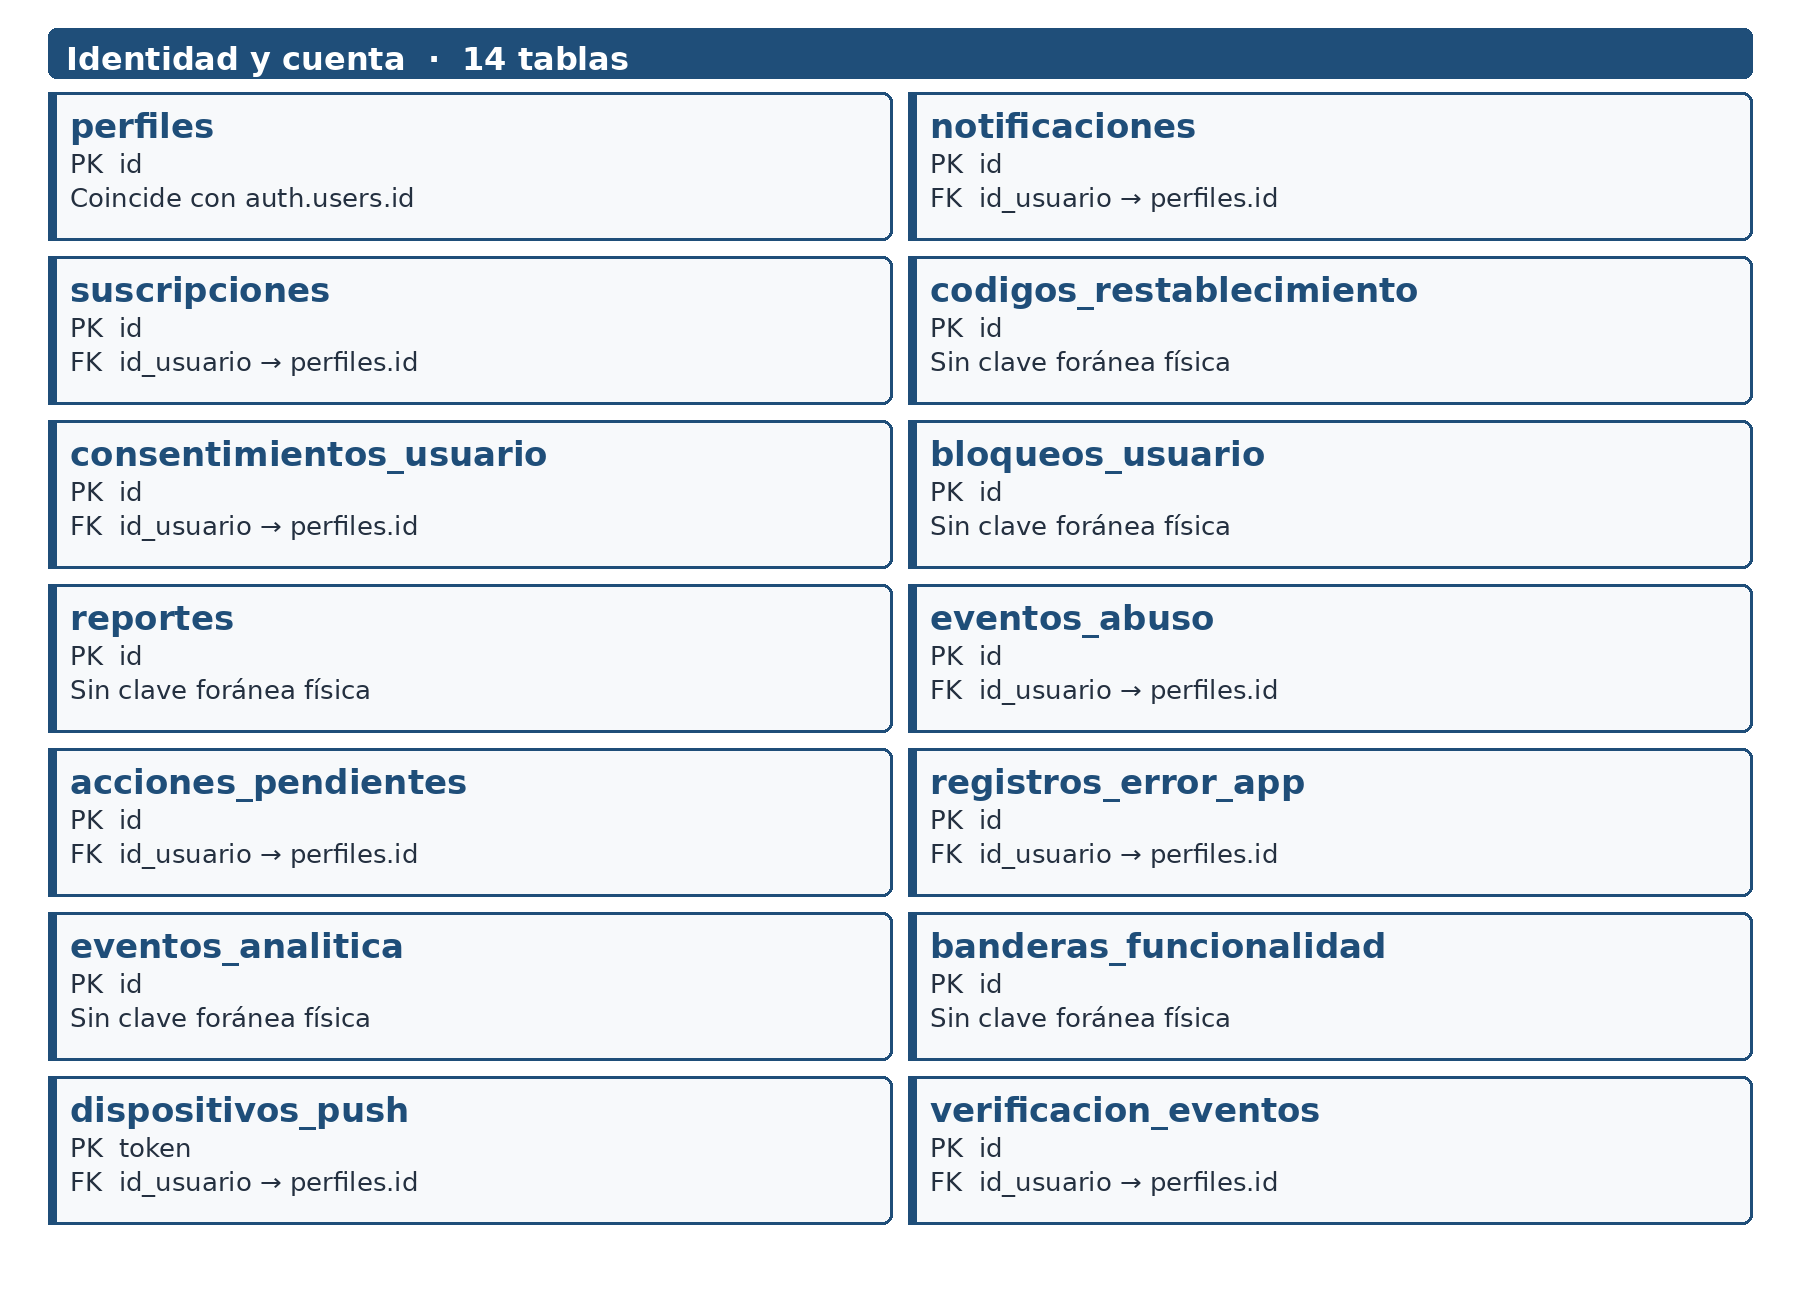 Identidad y cuenta · 14 tablas
perfiles
PK id
Coincide con auth.users.id
notificaciones
PK id
FK id_usuario → perfiles.id
suscripciones
PK id
FK id_usuario → perfiles.id
codigos_restablecimiento
PK id
Sin clave foránea física
consentimientos_usuario
PK id
FK id_usuario → perfiles.id
bloqueos_usuario
PK id
Sin clave foránea física
reportes
PK id
Sin clave foránea física
eventos_abuso
PK id
FK id_usuario → perfiles.id
acciones_pendientes
PK id
FK id_usuario → perfiles.id
registros_error_app
PK id
FK id_usuario → perfiles.id
eventos_analitica
PK id
Sin clave foránea física
banderas_funcionalidad
PK id
Sin clave foránea física
dispositivos_push
PK token
FK id_usuario → perfiles.id
verificacion_eventos
PK id
FK id_usuario → perfiles.id